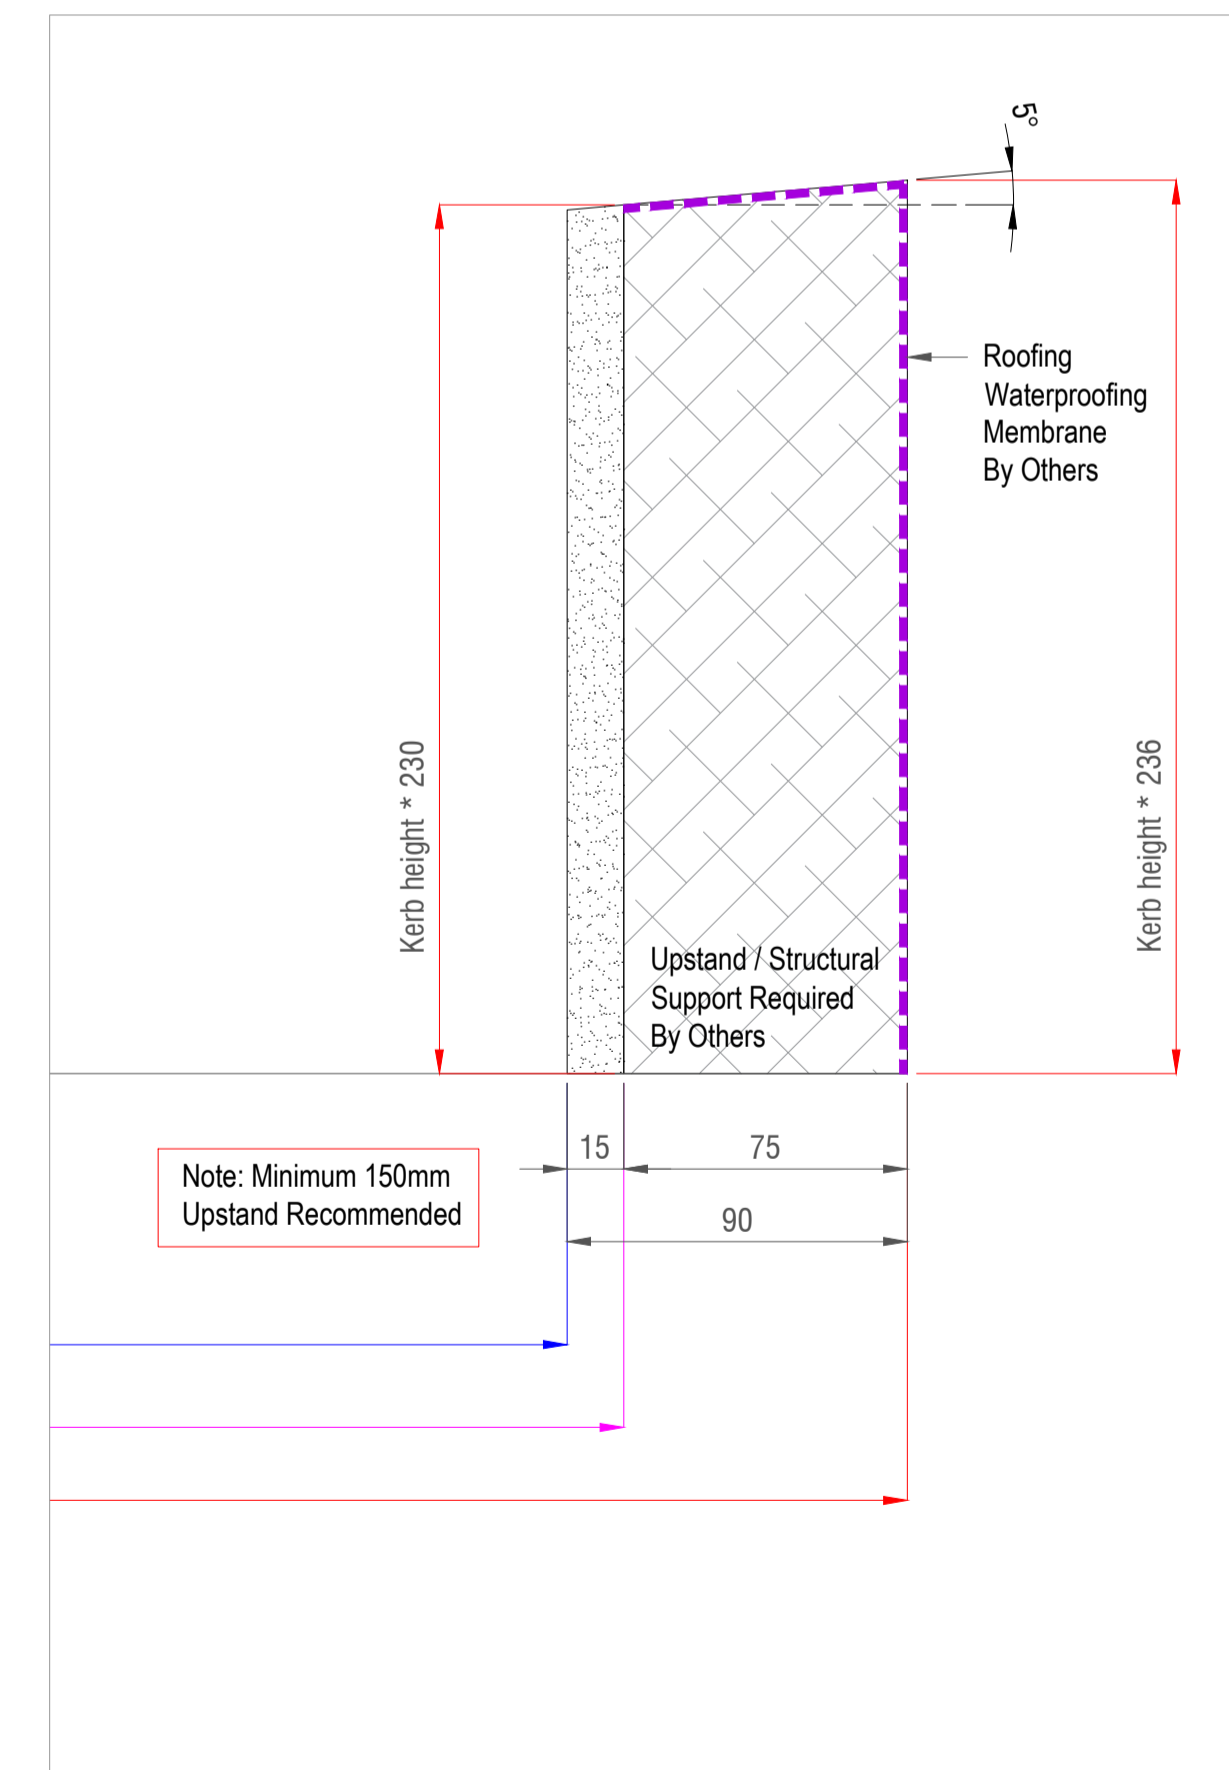 5°
Roofing
Waterproofing
Membrane
By Others
Kerb height * 230
Kerb height * 236
Upstand / Structural
Support Required
By Others
15
75
90
Note: Minimum 150mm
Upstand Recommended